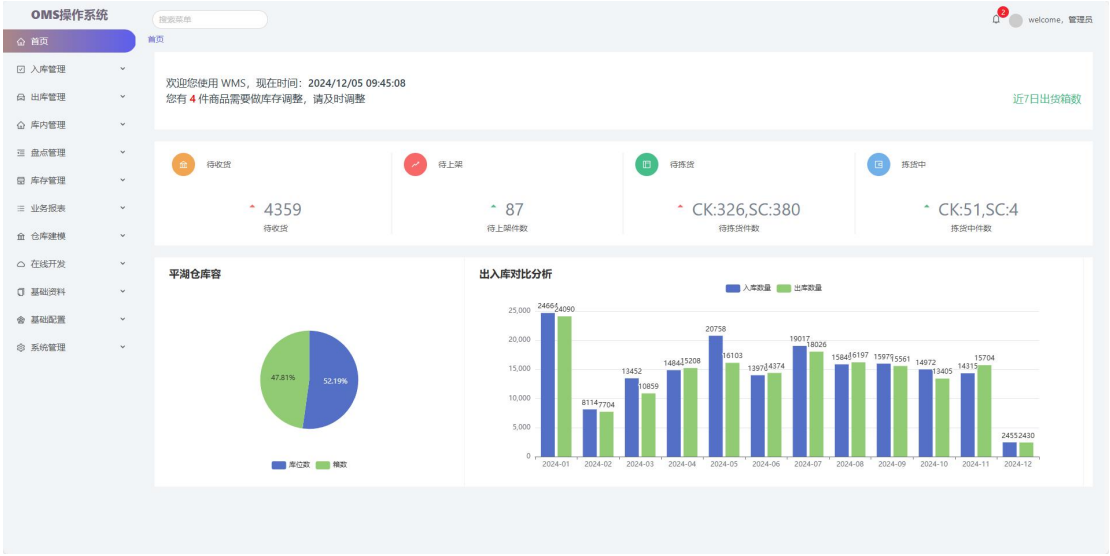 OMS操作系统
搜索菜单
2
welcome，管理员
首页
首页
入库管理
出库管理
库内管理
盘点管理
库存管理
业务报表
仓库建模
在线开发
基础资料
基础配置
系统管理
欢迎您使用 WMS，现在时间：2024/12/05 09:45:08
您有 4 件商品需要做库存调整，请及时调整
近7日出货箱数
待收货
4359
待收货
待上架
87
待上架件数
待拣货
CK:326,SC:380
待拣货件数
拣货中
CK:51,SC:4
拣货中件数
平湖仓库容
47.81%
52.19%
库位数
箱数
出入库对比分析
入库数量
出库数量
25,000
20,000
15,000
10,000
5,000
0
24664
24090
8114
7704
13452
10859
14844
15208
20758
16103
13976
14374
19017
18026
15845
16197
15979
15561
14972
13405
14315
15704
2455
2430
2024-01
2024-02
2024-03
2024-04
2024-05
2024-06
2024-07
2024-08
2024-09
2024-10
2024-11
2024-12